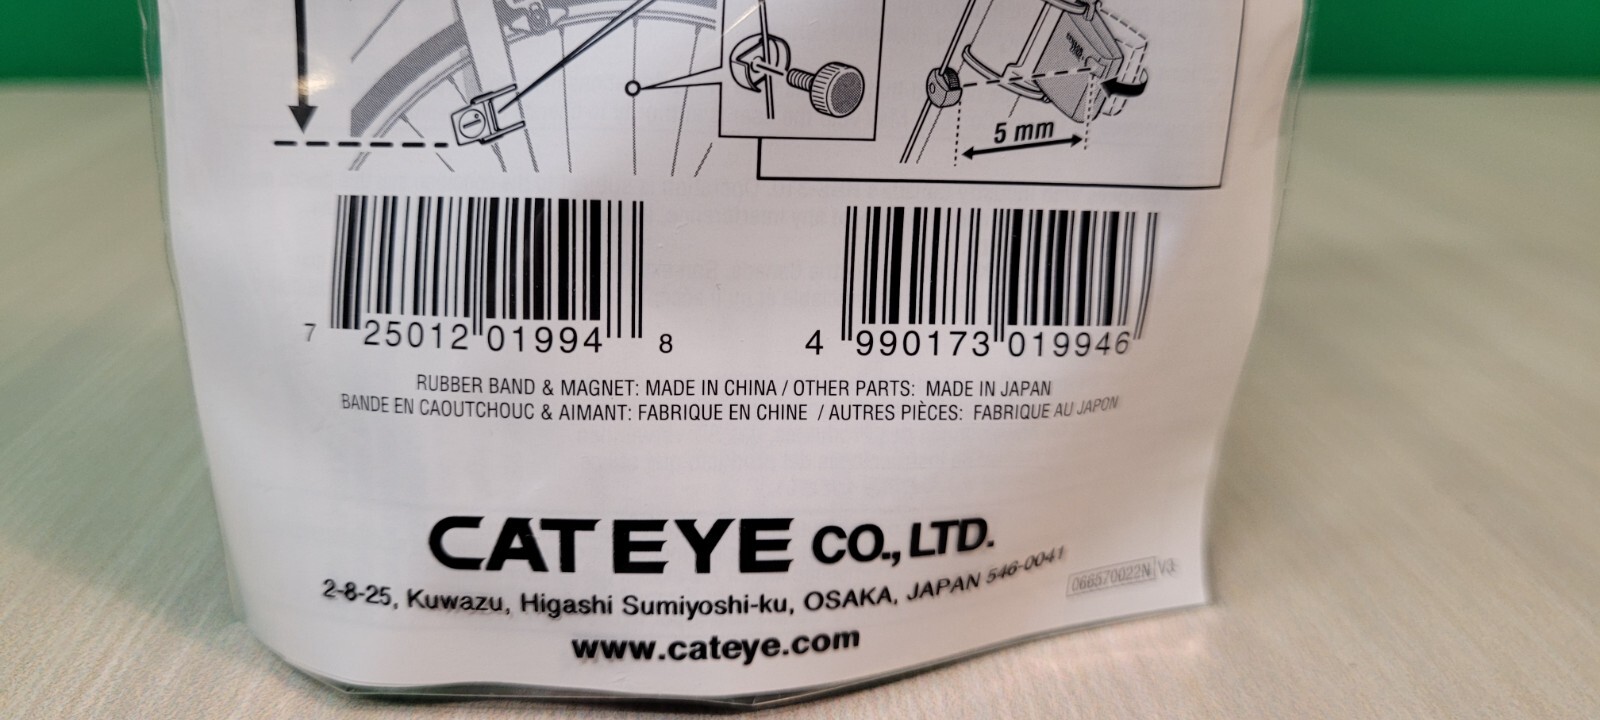 5 mm
7 25012 01994 8
4 990173 019946
RUBBER BAND & MAGNET: MADE IN CHINA / OTHER PARTS: MADE IN JAPAN
BANDE EN CAOUTCHOUC & AIMANT: FABRIQUE EN CHINE / AUTRES PIÈCES: FABRIQUE AU JAPON
CATEYE CO., LTD.
2-8-25, Kuwazu, Higashi Sumiyoshi-ku, OSAKA, JAPAN 546-0041
066570022N V3
www.cateye.com